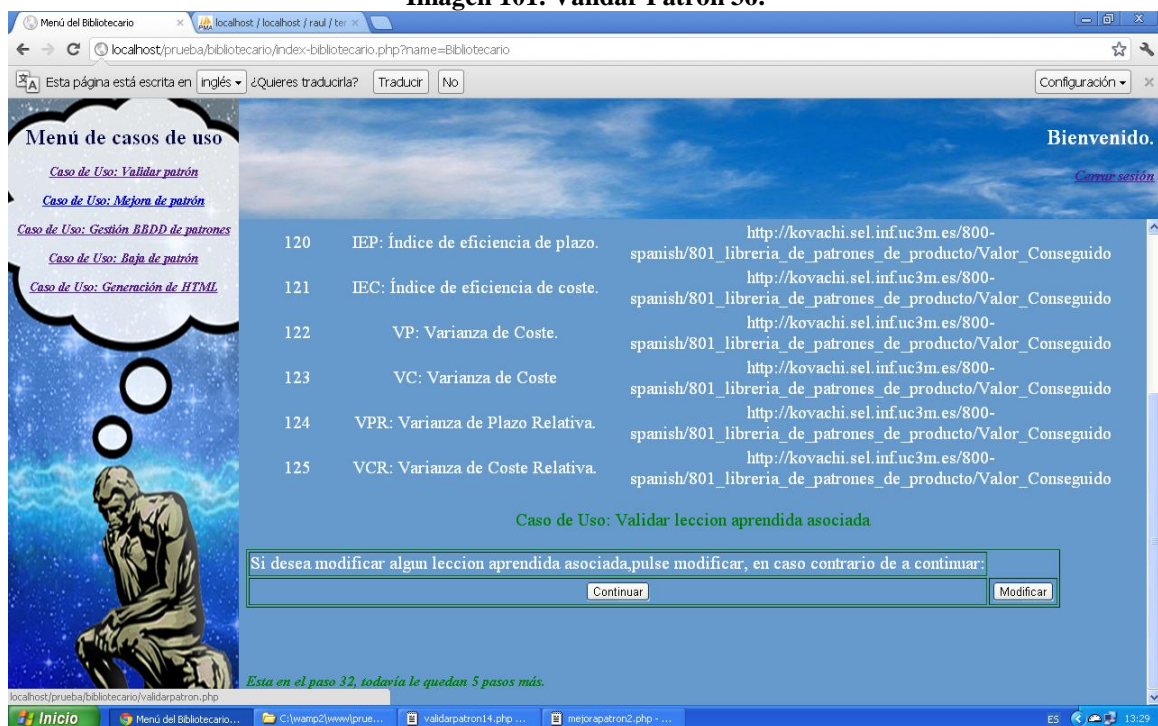 Imagen 101. Validar Patrón 36.
Menú del Bibliotecario
localhost / localhost / raul / ter
localhost/prueba/bibliotecario/index-bibliotecario.php?name=Bibliotecario
Esta página está escrita en inglés ¿Quieres traducirla? Traducir No Configuración
Menú de casos de uso
Caso de Uso: Validar patrón
Caso de Uso: Mejora de patrón
Caso de Uso: Gestión BBDD de patrones
Caso de Uso: Baja de patrón
Caso de Uso: Generación de HTML
Bienvenido.
Cerrar sesión
120 IEP: Índice de eficiencia de plazo. http://kovachi.sel.inf.uc3m.es/800-
spanish/801_libreria_de_patrones_de_producto/Valor_Conseguido
121 IEC: Índice de eficiencia de coste. http://kovachi.sel.inf.uc3m.es/800-
spanish/801_libreria_de_patrones_de_producto/Valor_Conseguido
122 VP: Varianza de Coste. http://kovachi.sel.inf.uc3m.es/800-
spanish/801_libreria_de_patrones_de_producto/Valor_Conseguido
123 VC: Varianza de Coste http://kovachi.sel.inf.uc3m.es/800-
spanish/801_libreria_de_patrones_de_producto/Valor_Conseguido
124 VPR: Varianza de Plazo Relativa. http://kovachi.sel.inf.uc3m.es/800-
spanish/801_libreria_de_patrones_de_producto/Valor_Conseguido
125 VCR: Varianza de Coste Relativa. http://kovachi.sel.inf.uc3m.es/800-
spanish/801_libreria_de_patrones_de_producto/Valor_Conseguido
Caso de Uso: Validar leccion aprendida asociada
Si desea modificar algun leccion aprendida asociada,pulse modificar, en caso contrario de a continuar:
Continuar Modificar
Esta en el paso 32, todavía le quedan 5 pasos más.
localhost/prueba/bibliotecario/validarpatron.php
Inicio
Menú del Bibliotecario...
C:\wamp2\www\prue...
validarpatron14.php ...
mejorapatron2.php - ...
ES 13:29